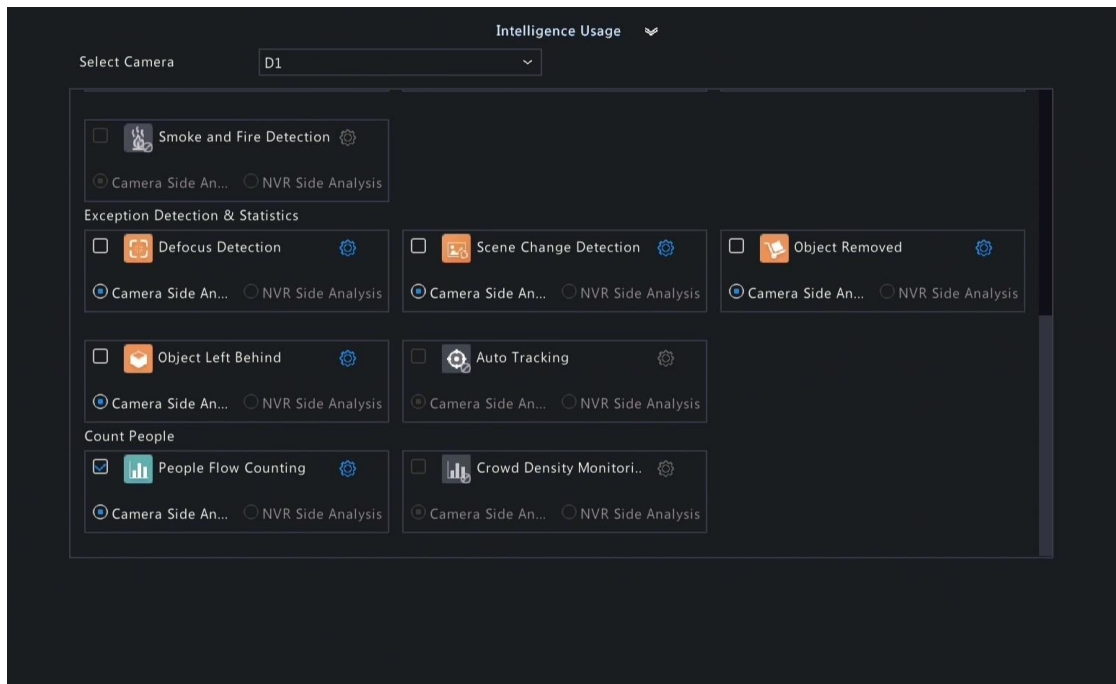 Intelligence Usage
Select Camera D1
Smoke and Fire Detection
Camera Side An... NVR Side Analysis
Exception Detection & Statistics
Defocus Detection Scene Change Detection Object Removed
Camera Side An... NVR Side Analysis Camera Side An... NVR Side Analysis Camera Side An... NVR Side Analysis
Object Left Behind Auto Tracking
Camera Side An... NVR Side Analysis Camera Side An... NVR Side Analysis
Count People
People Flow Counting Crowd Density Monitori..
Camera Side An... NVR Side Analysis Camera Side An... NVR Side Analysis